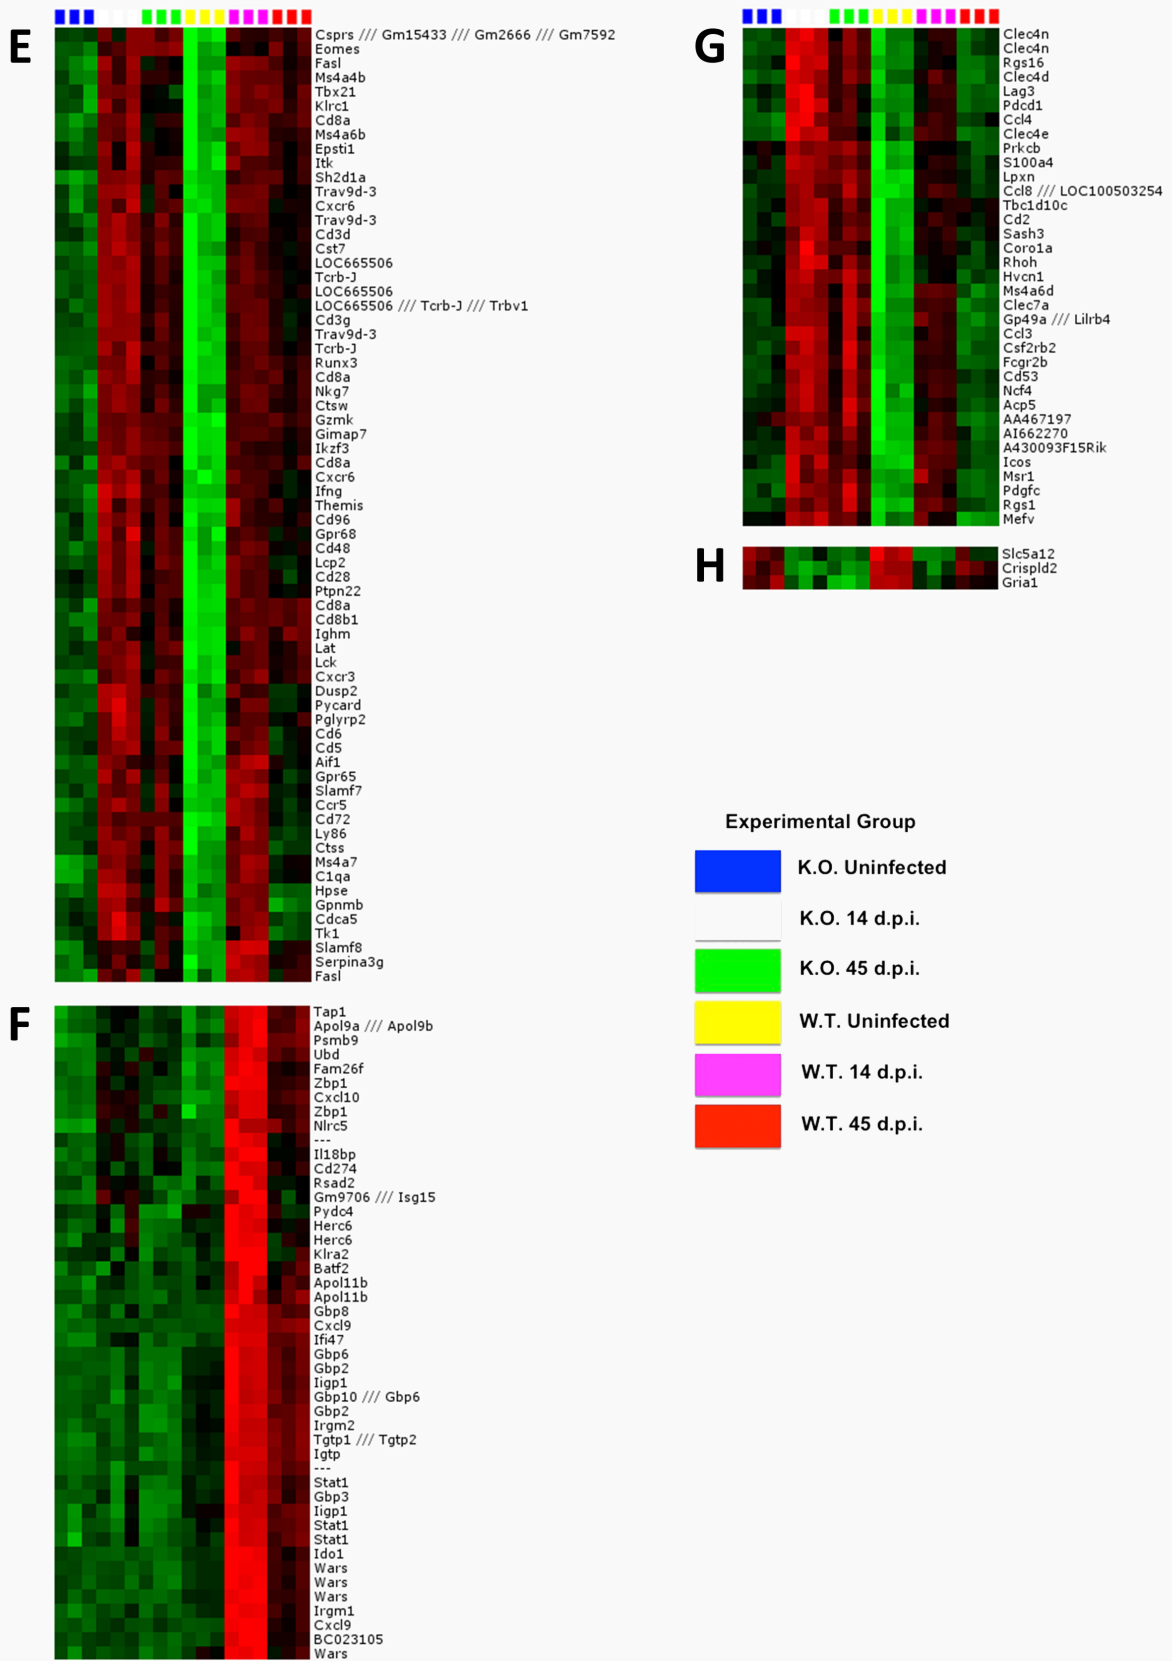 E
Csprs /// Gm15433 /// Gm2666 /// Gm7592
Eomes
Fasl
Ms4a4b
Tbx21
Klrc1
Cd8a
Ms4a6b
Epsti1
Itk
Sh2d1a
Trav9d-3
Cxcr6
Trav9d-3
Cd3d
Cst7
LOC665506
Tcrb-J
LOC665506
LOC665506 /// Tcrb-J /// Trbv1
Cd3g
Trav9d-3
Tcrb-J
Runx3
Cd8a
Nkg7
Ctsw
Gzmk
Gimap7
Ikzf3
Cd8a
Cxcr6
Ifng
Themis
Cd96
Gpr68
Cd48
Lcp2
Cd28
Ptpn22
Cd8a
Cd8b1
Ighm
Lat
Lck
Cxcr3
Dusp2
Pycard
Pglyrp2
Cd6
Cd5
Aif1
Gpr65
Slamf7
Ccr5
Cd72
Ly86
Ctss
Ms4a7
C1qa
Hpse
Gpnmb
Cdca5
Tk1
Slamf8
Serpina3g
Fasl
F
Tap1
Apol9a /// Apol9b
Psmb9
Ubd
Fam26f
Zbp1
Cxcl10
Zbp1
Nlrc5
---
Il18bp
Cd274
Rsad2
Gm9706 /// Isg15
Pydc4
Herc6
Herc6
Klra2
Batf2
Apol11b
Apol11b
Gbp8
Cxcl9
Ifi47
Gbp6
Gbp2
Iigp1
Gbp10 /// Gbp6
Gbp2
Irgm2
Tgtp1 /// Tgtp2
Igtp
---
Stat1
Gbp3
Iigp1
Stat1
Stat1
Ido1
Wars
Wars
Wars
Irgm1
Cxcl9
BC023105
Wars
G
Clec4n
Clec4n
Rgs16
Clec4d
Lag3
Pdcd1
Ccl4
Clec4e
Prkcb
S100a4
Lpxn
Ccl8 /// LOC100503254
Tbc1d10c
Cd2
Sash3
Coro1a
Rhoh
Hvcn1
Ms4a6d
Clec7a
Gp49a /// Lilrb4
Ccl3
Csf2rb2
Fcgr2b
Cd53
Ncf4
Acp5
AA467197
AI662270
A430093F15Rik
Icos
Msr1
Pdgfc
Rgs1
Mefv
H
Slc5a12
Crispld2
Gria1
Experimental Group
K.O. Uninfected
K.O. 14 d.p.i.
K.O. 45 d.p.i.
W.T. Uninfected
W.T. 14 d.p.i.
W.T. 45 d.p.i.